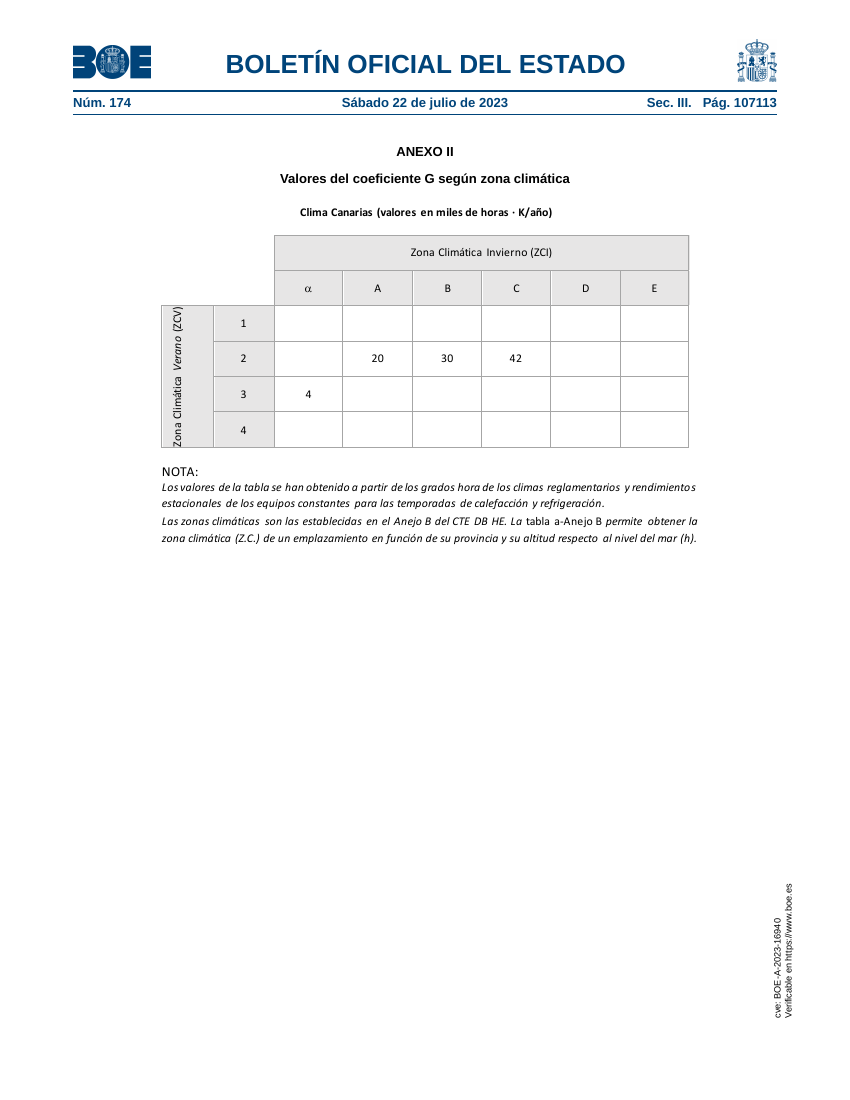 BOE
BOLETÍN OFICIAL DEL ESTADO
Núm. 174 Sábado 22 de julio de 2023 Sec. III. Pág. 107113
ANEXO II
Valores del coeficiente G según zona climática
Clima Canarias (valores en miles de horas · K/año)
Zona Climática Invierno (ZCI)
α A B C D E
Zona Climática Verano (ZCV)
1
2 20 30 42
3 4
4
NOTA:
Los valores de la tabla se han obtenido a partir de los grados hora de los climas reglamentarios y rendimientos
estacionales de los equipos constantes para las temporadas de calefacción y refrigeración.
Las zonas climáticas son las establecidas en el Anejo B del CTE DB HE. La tabla a-Anejo B permite obtener la
zona climática (Z.C.) de un emplazamiento en función de su provincia y su altitud respecto al nivel del mar (h).
cve: BOE-A-2023-16940
Verificable en https://www.boe.es